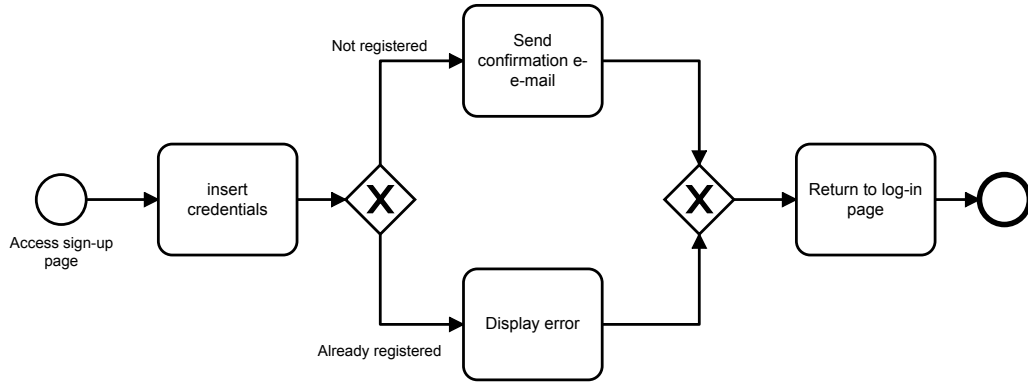 Not registered
Send
confirmation e-
e-mail
insert
credentials
X
X
Return to log-in
page
Access sign-up
page
Display error
Already registered